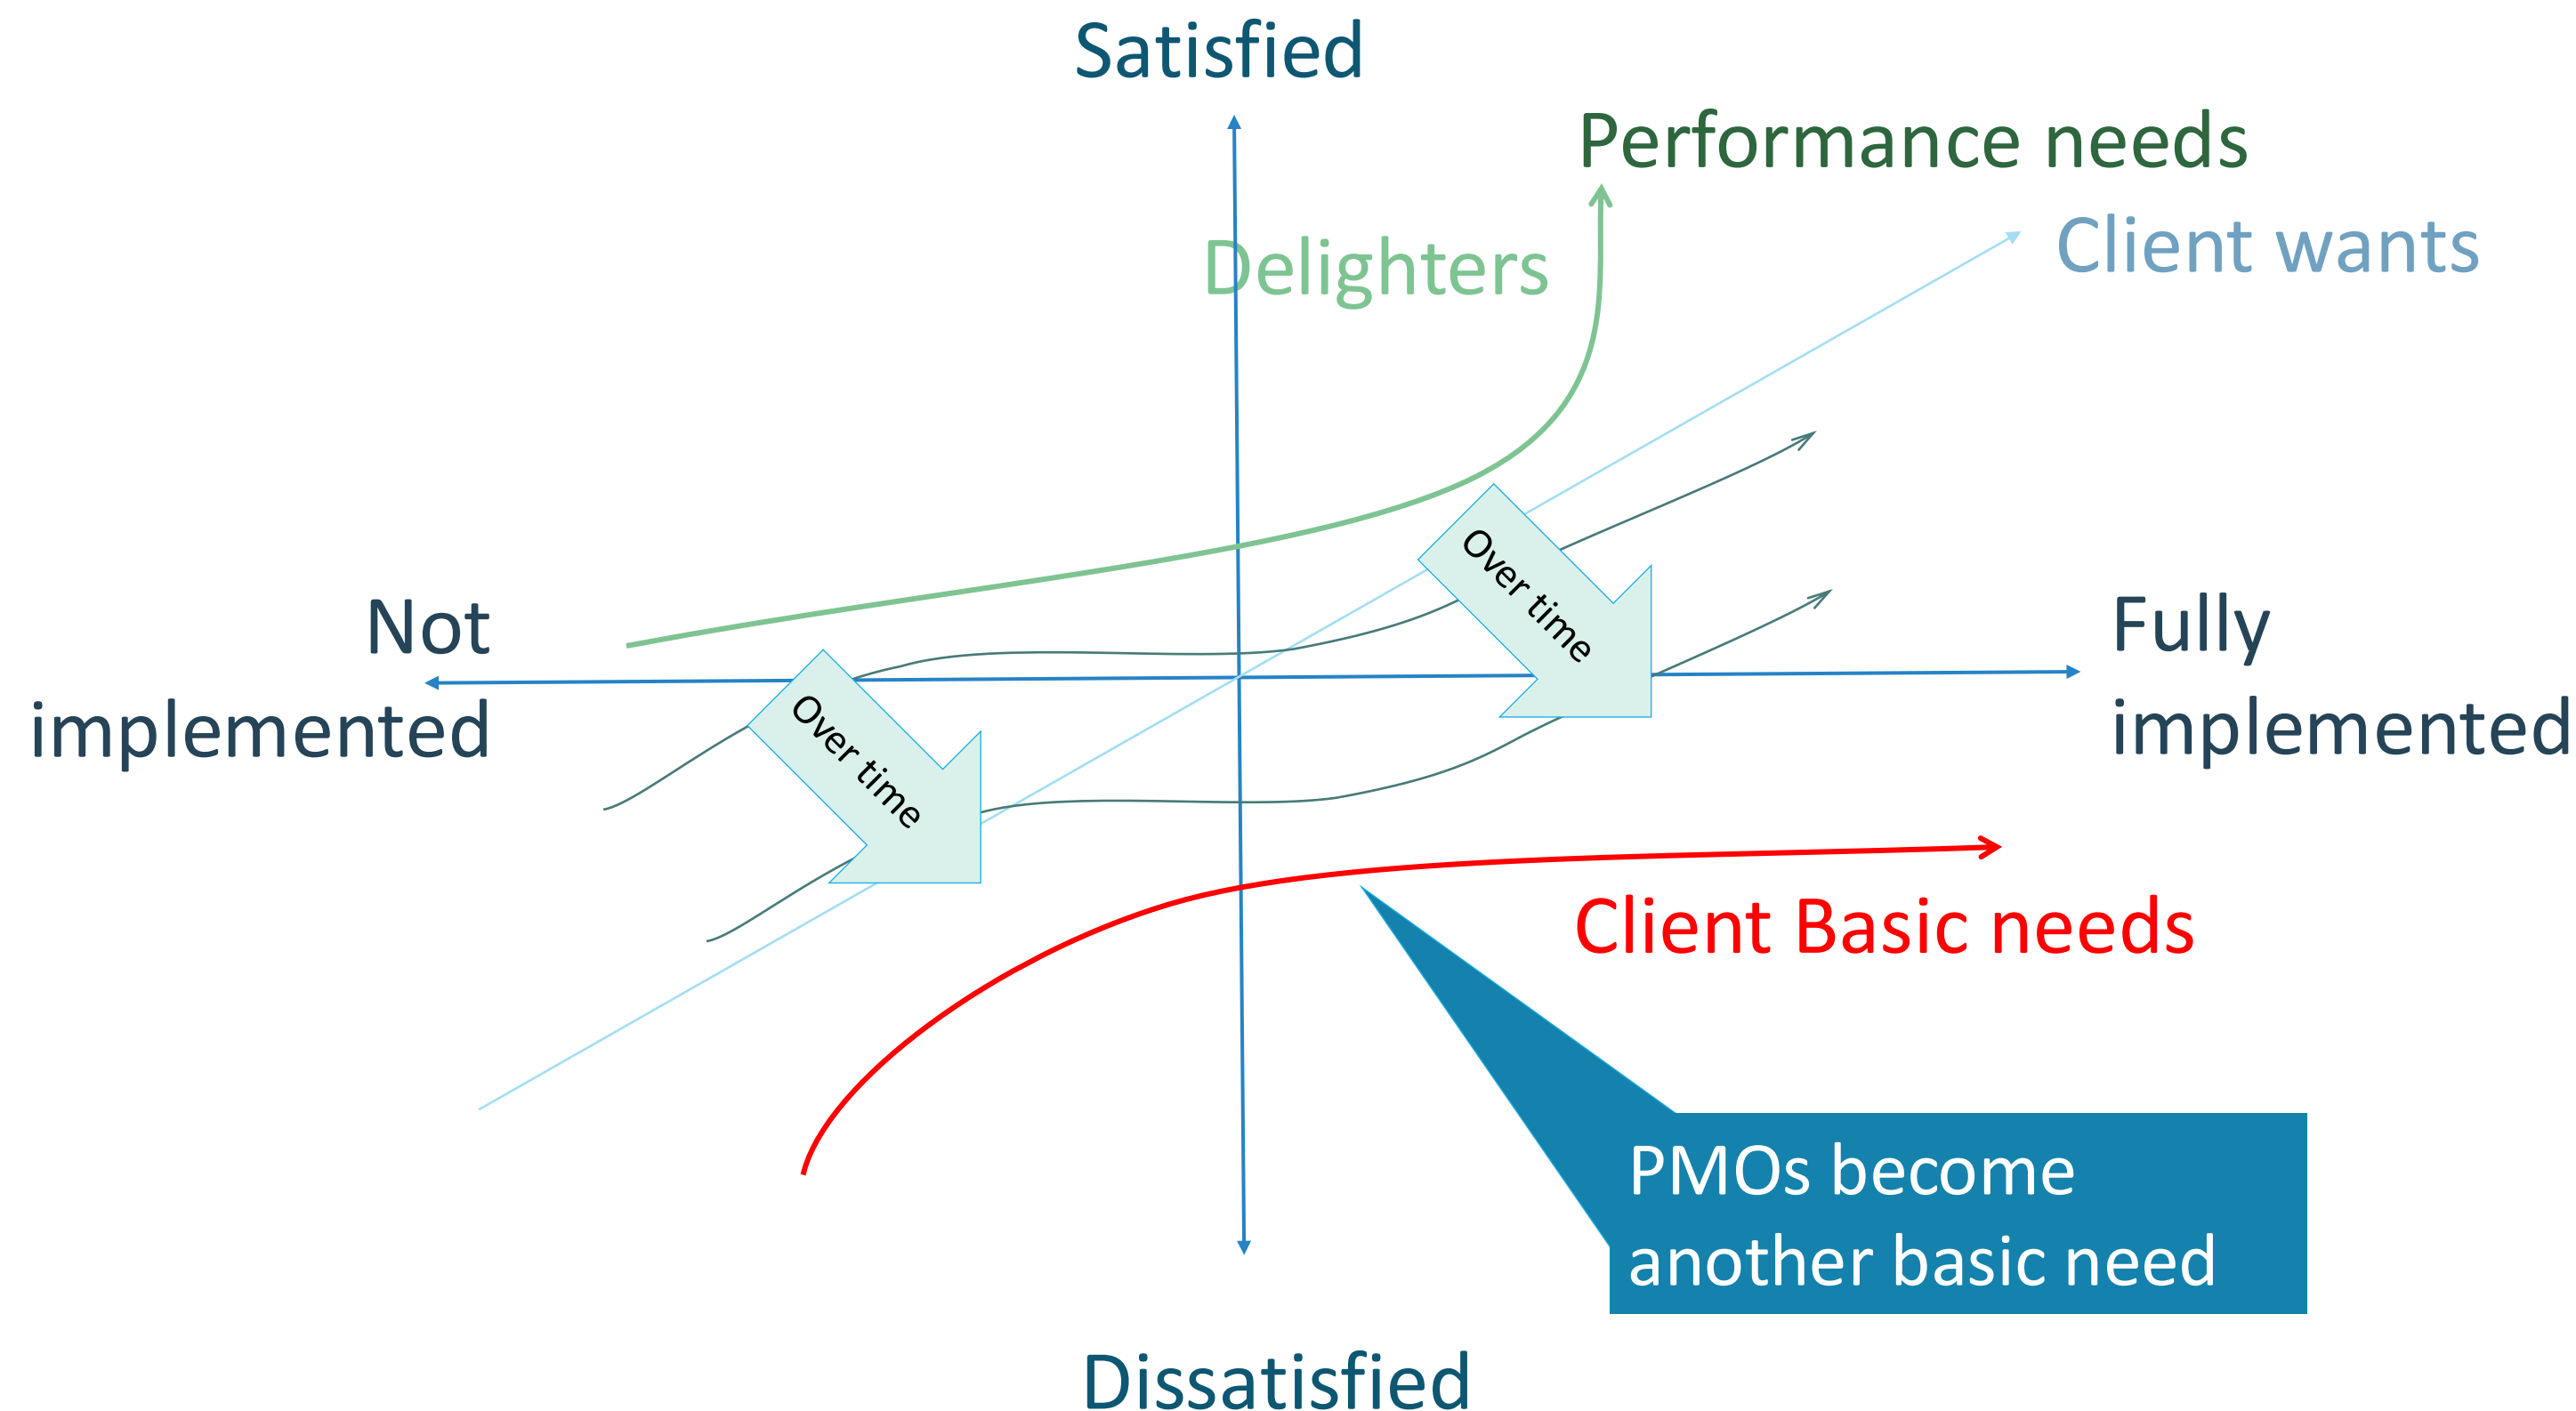 Satisfied
Performance needs
Client wants
Delighters
Over time
Not
implemented
Fully
implemented
Over time
Client Basic needs
PMOs become
another basic need
Dissatisfied